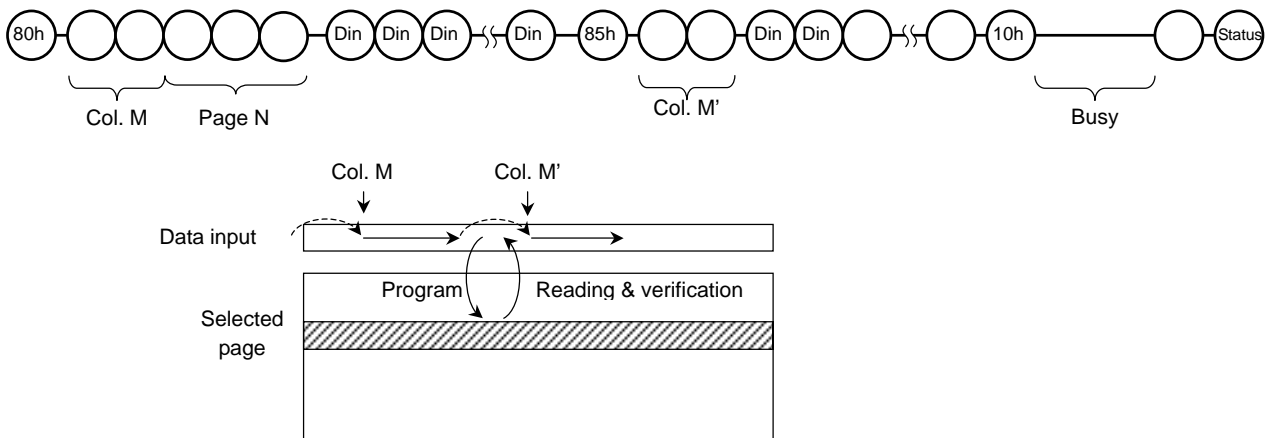 80h Din Din Din Din 85h Din Din 10h Status
Col. M Page N Col. M’ Busy
Col. M Col. M’
Data input
Program Reading & verification
Selected
page